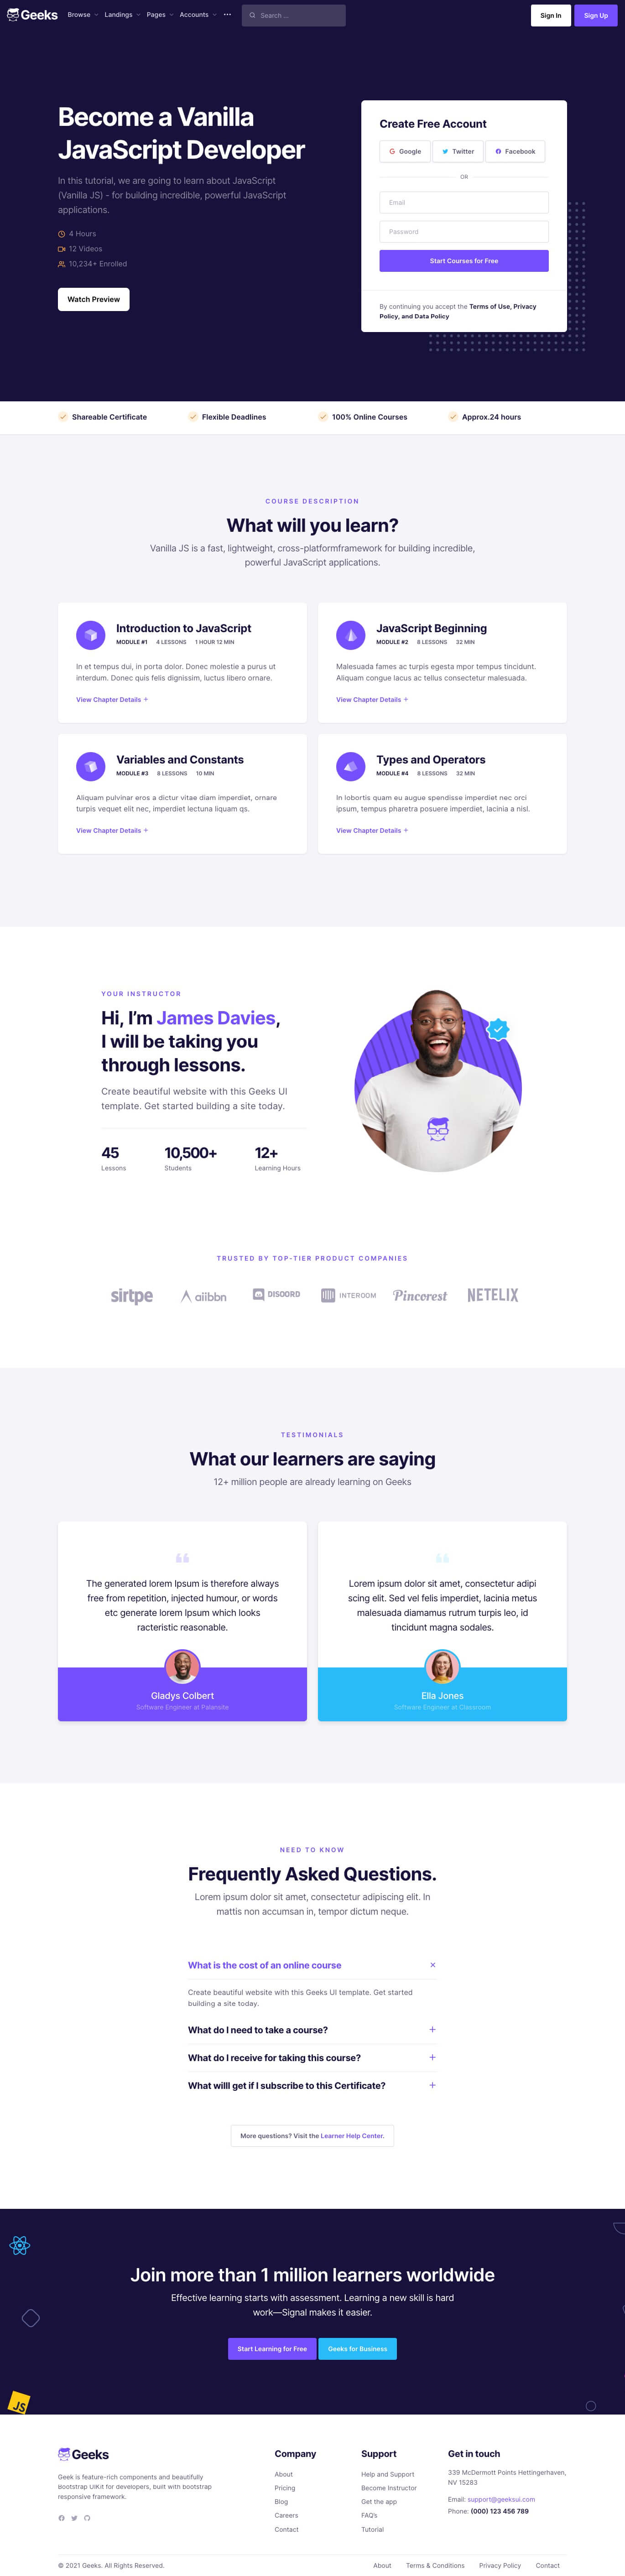 Geeks
Browse Landings Pages Accounts ••• Search ... Sign In Sign Up
Become a Vanilla
JavaScript Developer
In this tutorial, we are going to learn about JavaScript
(Vanilla JS) - for building incredible, powerful JavaScript
applications.
4 Hours
12 Videos
10,234+ Enrolled
Watch Preview
Create Free Account
Google Twitter Facebook
OR
Email
Password
Start Courses for Free
By continuing you accept the Terms of Use, Privacy
Policy, and Data Policy
Shareable Certificate Flexible Deadlines 100% Online Courses Approx.24 hours
COURSE DESCRIPTION
What will you learn?
Vanilla JS is a fast, lightweight, cross-platformframework for building incredible,
powerful JavaScript applications.
Introduction to JavaScript
MODULE #1 4 LESSONS 1 HOUR 12 MIN
In et tempus dui, in porta dolor. Donec molestie a purus ut
interdum. Donec quis felis dignissim, luctus libero ornare.
View Chapter Details +
JavaScript Beginning
MODULE #2 8 LESSONS 32 MIN
Malesuada fames ac turpis egesta mpor tempus tincidunt.
Aliquam congue lacus ac tellus consectetur malesuada.
View Chapter Details +
Variables and Constants
MODULE #3 8 LESSONS 10 MIN
Aliquam pulvinar eros a dictur vitae diam imperdiet, ornare
turpis vequet elit nec, imperdiet lectuna liquam qs.
View Chapter Details +
Types and Operators
MODULE #4 8 LESSONS 32 MIN
In lobortis quam eu augue spendisse imperdiet nec orci
ipsum, tempus pharetra posuere imperdiet, lacinia a nisl.
View Chapter Details +
YOUR INSTRUCTOR
Hi, I’m James Davies,
I will be taking you
through lessons.
Create beautiful website with this Geeks UI
template. Get started building a site today.
45 10,500+ 12+
Lessons Students Learning Hours
TRUSTED BY TOP-TIER PRODUCT COMPANIES
sirtpe aiibbn DISOORD INTEROOM Pincorest NETELIX
TESTIMONIALS
What our learners are saying
12+ million people are already learning on Geeks
The generated lorem Ipsum is therefore always
free from repetition, injected humour, or words
etc generate lorem Ipsum which looks
racteristic reasonable.
Gladys Colbert
Software Engineer at Palansite
Lorem ipsum dolor sit amet, consectetur adipi
scing elit. Sed vel felis imperdiet, lacinia metus
malesuada diamamus rutrum turpis leo, id
tincidunt magna sodales.
Ella Jones
Software Engineer at Classroom
NEED TO KNOW
Frequently Asked Questions.
Lorem ipsum dolor sit amet, consectetur adipiscing elit. In
mattis non accumsan in, tempor dictum neque.
What is the cost of an online course
Create beautiful website with this Geeks UI template. Get started
building a site today.
What do I need to take a course?
What do I receive for taking this course?
What willl get if I subscribe to this Certificate?
More questions? Visit the Learner Help Center.
Join more than 1 million learners worldwide
Effective learning starts with assessment. Learning a new skill is hard
work—Signal makes it easier.
Start Learning for Free Geeks for Business
JS
Geeks
Geek is feature-rich components and beautifully
Bootstrap UIKit for developers, built with bootstrap
responsive framework.
Company
About
Pricing
Blog
Careers
Contact
Support
Help and Support
Become Instructor
Get the app
FAQ’s
Tutorial
Get in touch
339 McDermott Points Hettingerhaven,
NV 15283
Email: support@geeksui.com
Phone: (000) 123 456 789
© 2021 Geeks. All Rights Reserved.
About Terms & Conditions Privacy Policy Contact